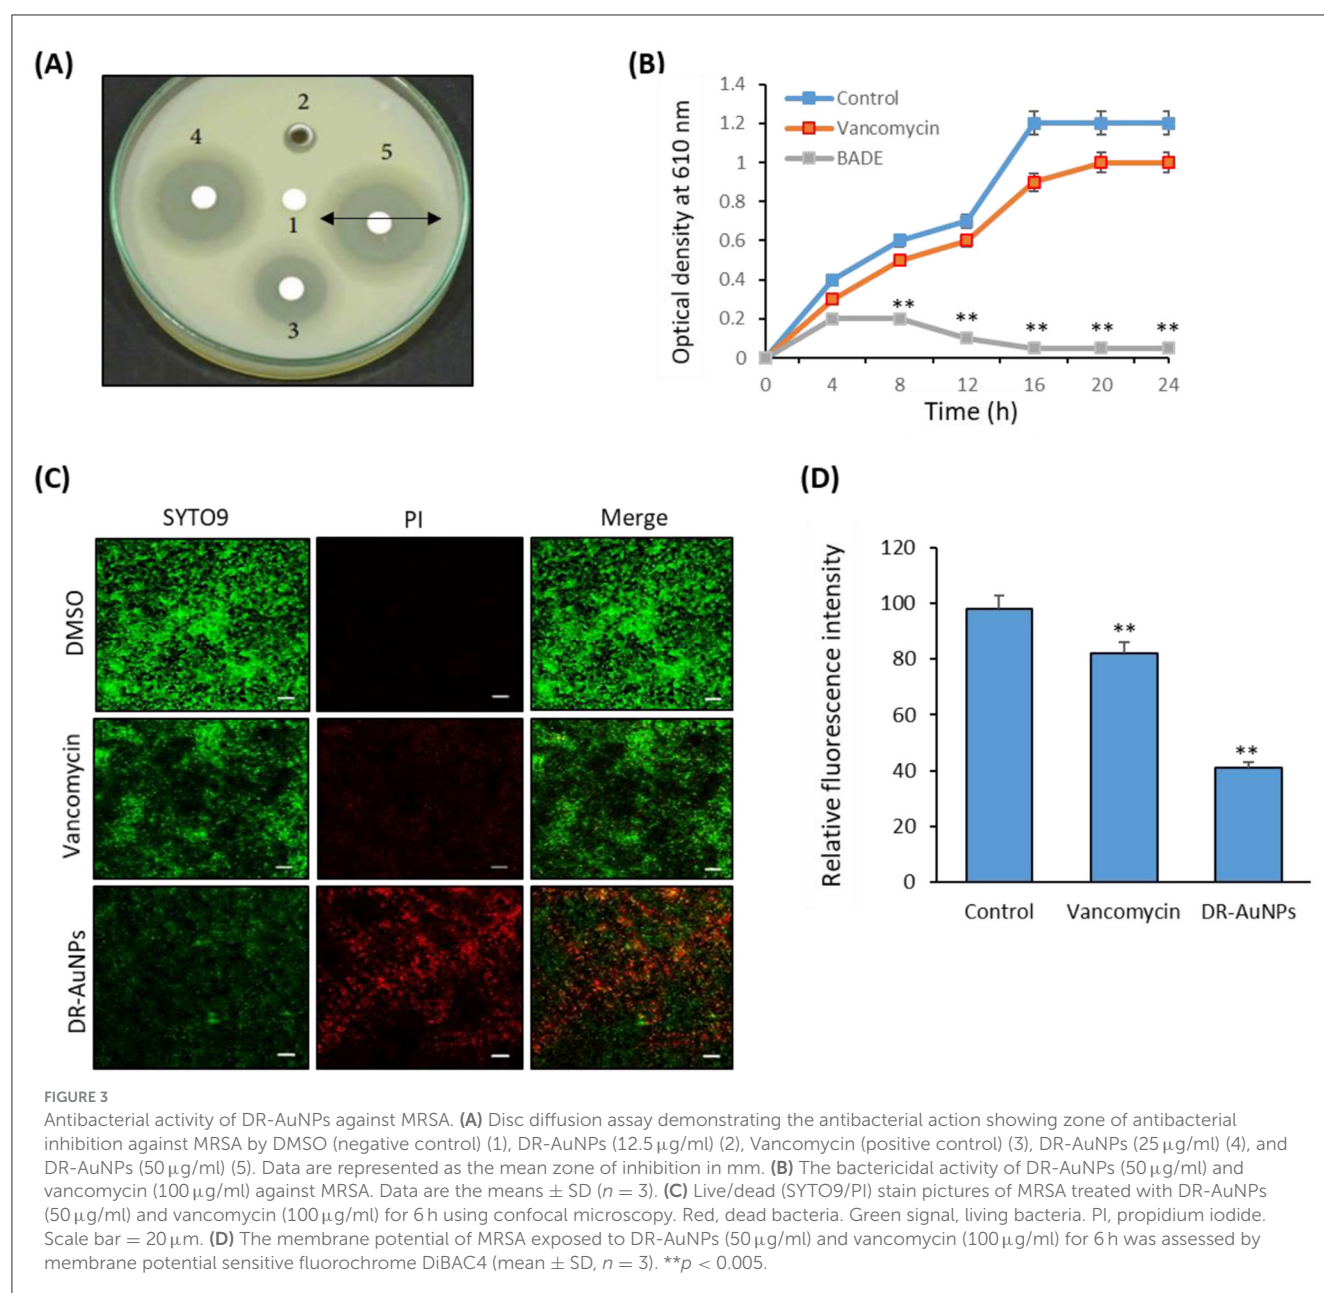 (A)
2
4
5
1
3
(B)
Optical density at 610 nm
1.4
1.2
1
0.8
0.6
0.4
0.2
0
Control
Vancomycin
BADE
** ** ** ** **
0 4 8 12 16 20 24
Time (h)
(C)
SYTO9 PI Merge
DMSO
Vancomycin
DR-AuNPs
(D)
Relative fluorescence intensity
120
100
80
60
40
20
0
**
**
Control Vancomycin DR-AuNPs
FIGURE 3
Antibacterial activity of DR-AuNPs against MRSA. (A) Disc diffusion assay demonstrating the antibacterial action showing zone of antibacterial
inhibition against MRSA by DMSO (negative control) (1), DR-AuNPs (12.5 μg/ml) (2), Vancomycin (positive control) (3), DR-AuNPs (25 μg/ml) (4), and
DR-AuNPs (50 μg/ml) (5). Data are represented as the mean zone of inhibition in mm. (B) The bactericidal activity of DR-AuNPs (50 μg/ml) and
vancomycin (100 μg/ml) against MRSA. Data are the means ± SD (n = 3). (C) Live/dead (SYTO9/PI) stain pictures of MRSA treated with DR-AuNPs
(50 μg/ml) and vancomycin (100 μg/ml) for 6 h using confocal microscopy. Red, dead bacteria. Green signal, living bacteria. PI, propidium iodide.
Scale bar = 20 μm. (D) The membrane potential of MRSA exposed to DR-AuNPs (50 μg/ml) and vancomycin (100 μg/ml) for 6 h was assessed by
membrane potential sensitive fluorochrome DiBAC4 (mean ± SD, n = 3). **p < 0.005.